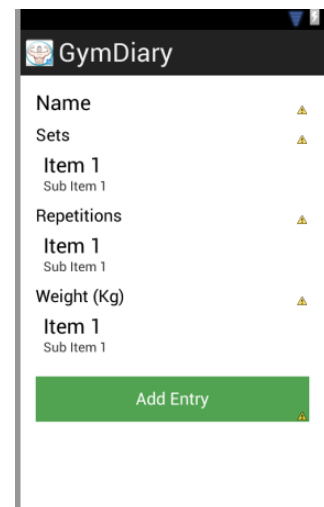 GymDiary
Name
Sets
Item 1
Sub Item 1
Repetitions
Item 1
Sub Item 1
Weight (Kg)
Item 1
Sub Item 1
Add Entry